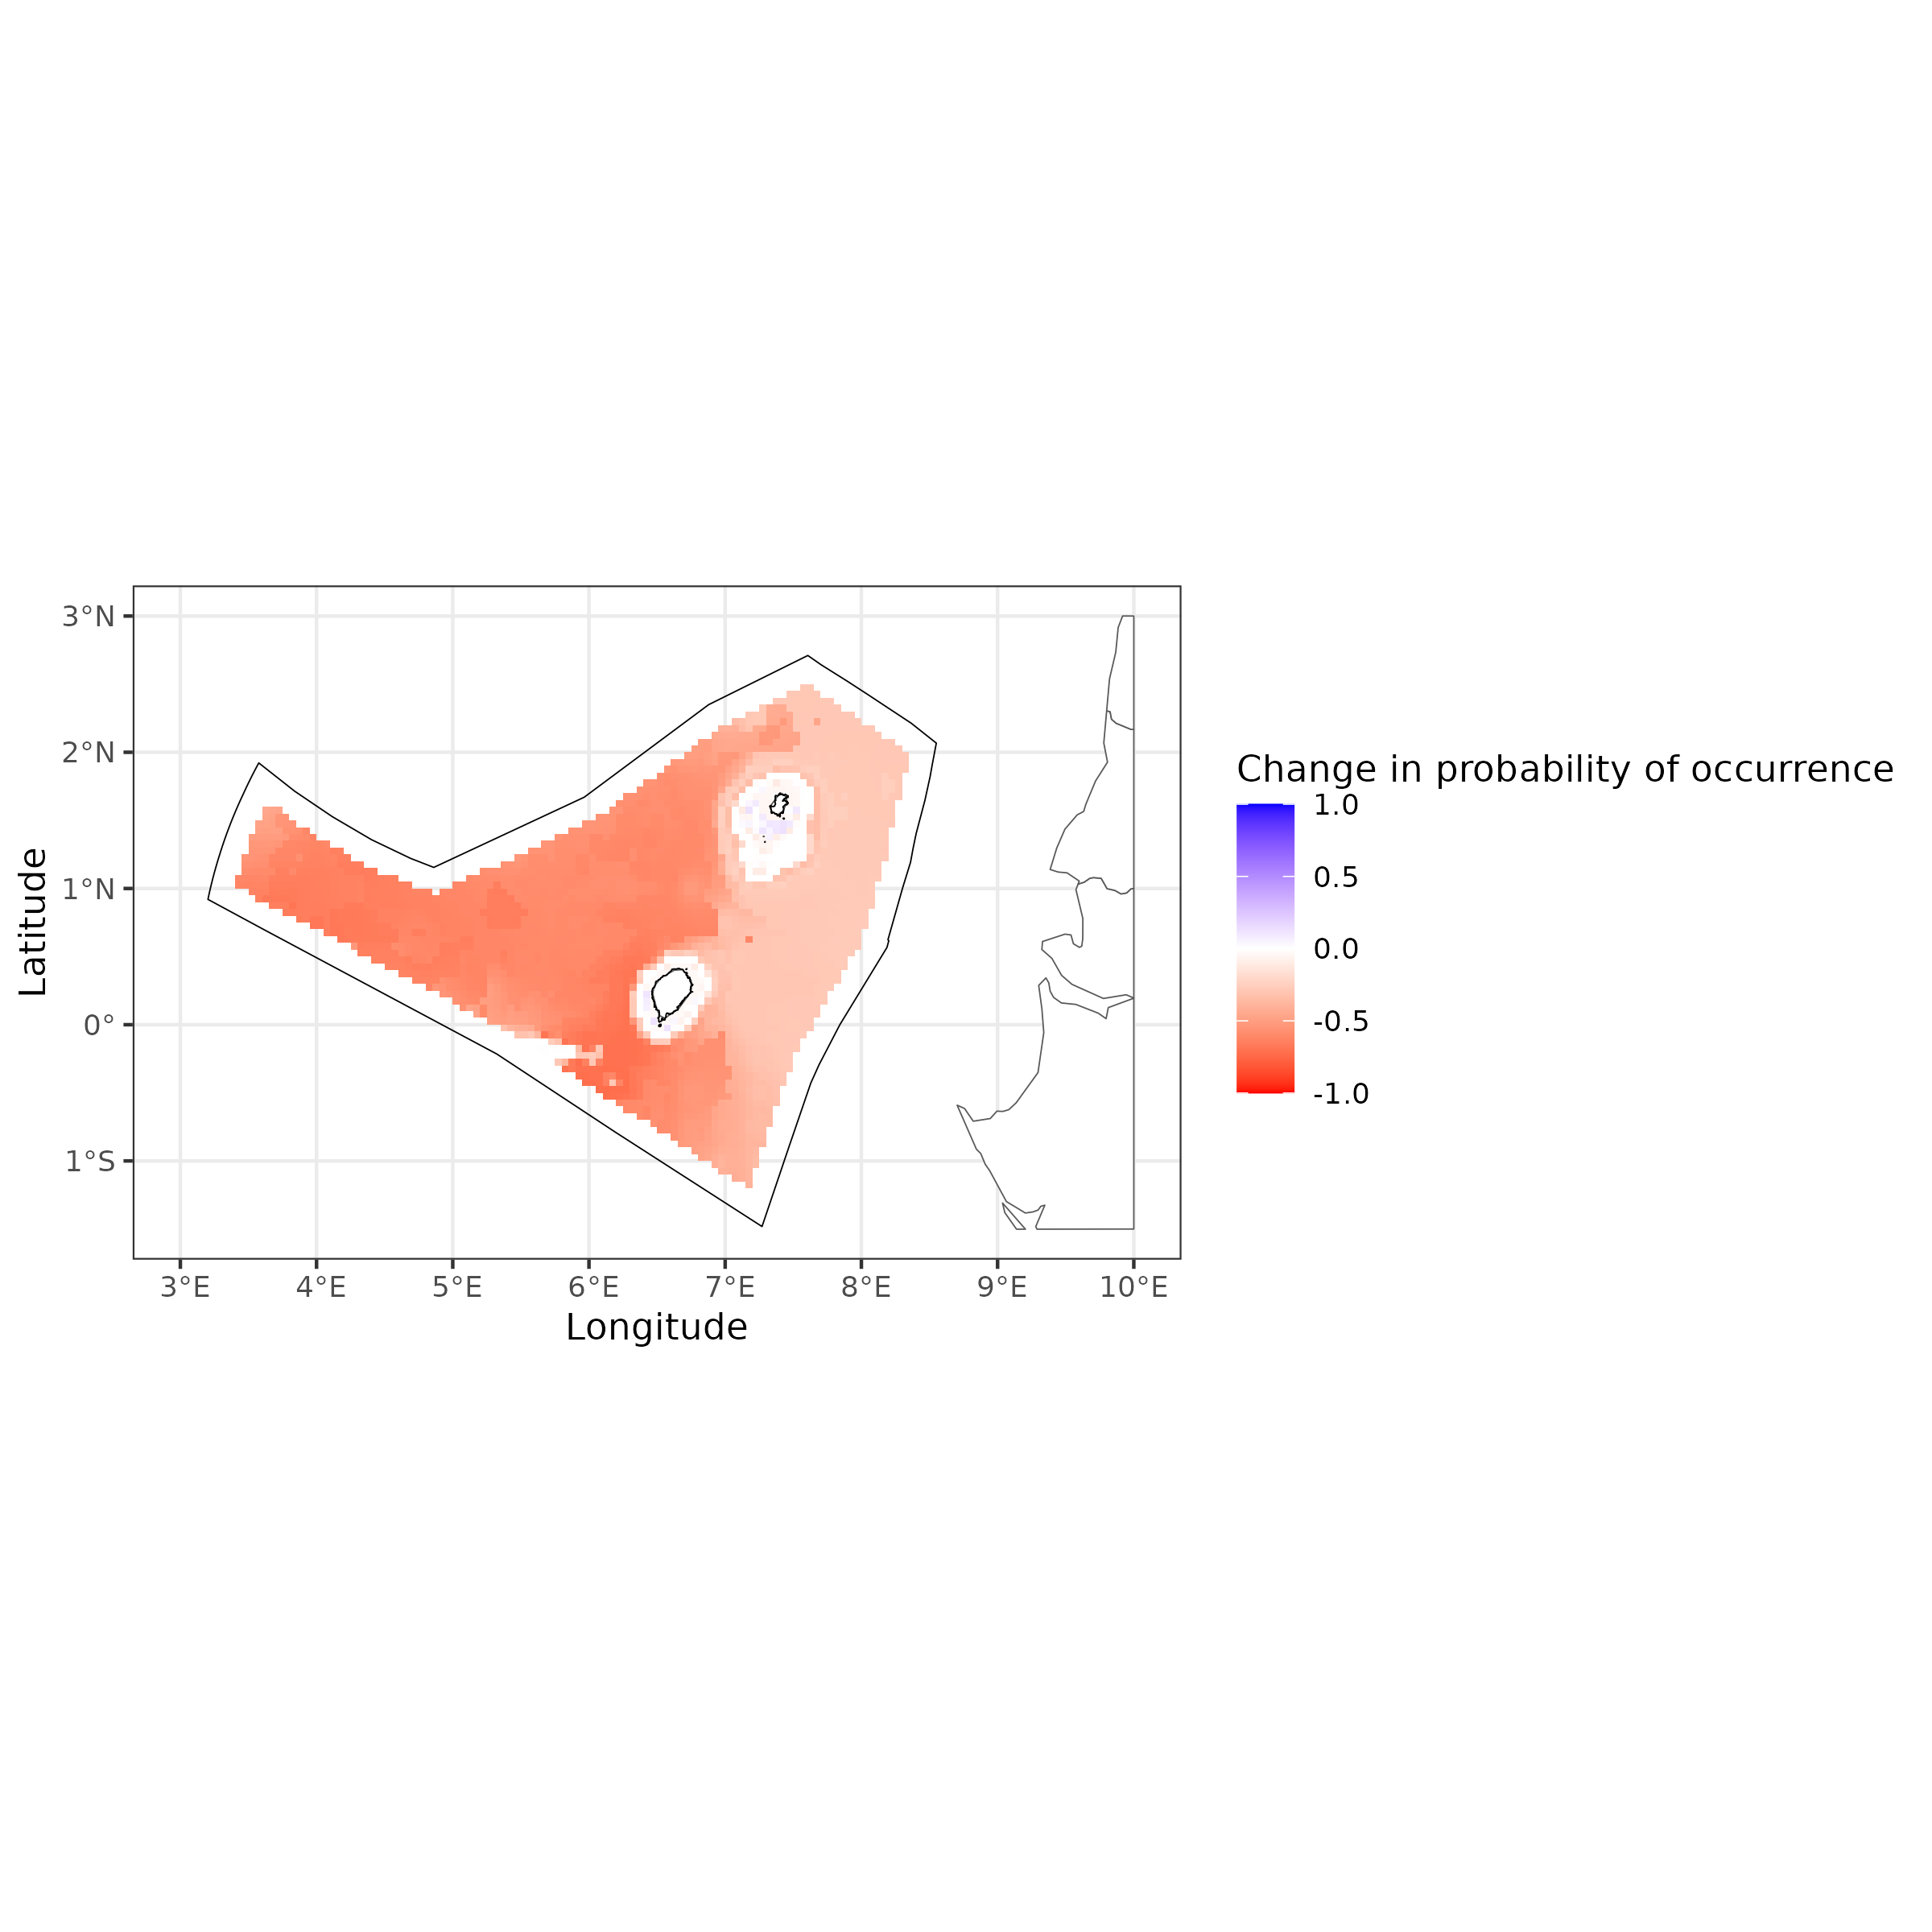 3°N
2°N
1°N
0°
1°S
Latitude
3°E 4°E 5°E 6°E 7°E 8°E 9°E 10°E
Longitude
Change in probability of occurrence
1.0
0.5
0.0
-0.5
-1.0